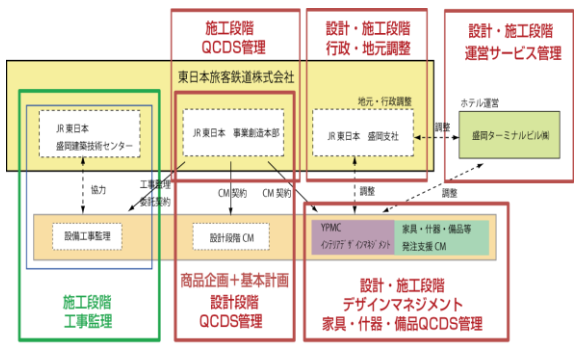 施工段階
QCDS管理
設計・施工段階
行政・地元調整
設計・施工段階
運営サービス管理
東日本旅客鉄道株式会社
地元・行政調整
ホテル運営
JR東日本
盛岡建築技術センター
JR東日本　事業創造本部
JR東日本　盛岡支社
調整
盛岡ターミナルビル㈱
協力
工事監理
委託契約
CM契約
CM契約
調整
調整
設備工事監理
設計段階CM
YPMC
インテリアデザインマネジメント
家具・什器・備品等
発注支援CM
施工段階
工事監理
商品企画+基本計画
設計段階
QCDS管理
設計・施工段階
デザインマネジメント
家具・什器・備品QCDS管理